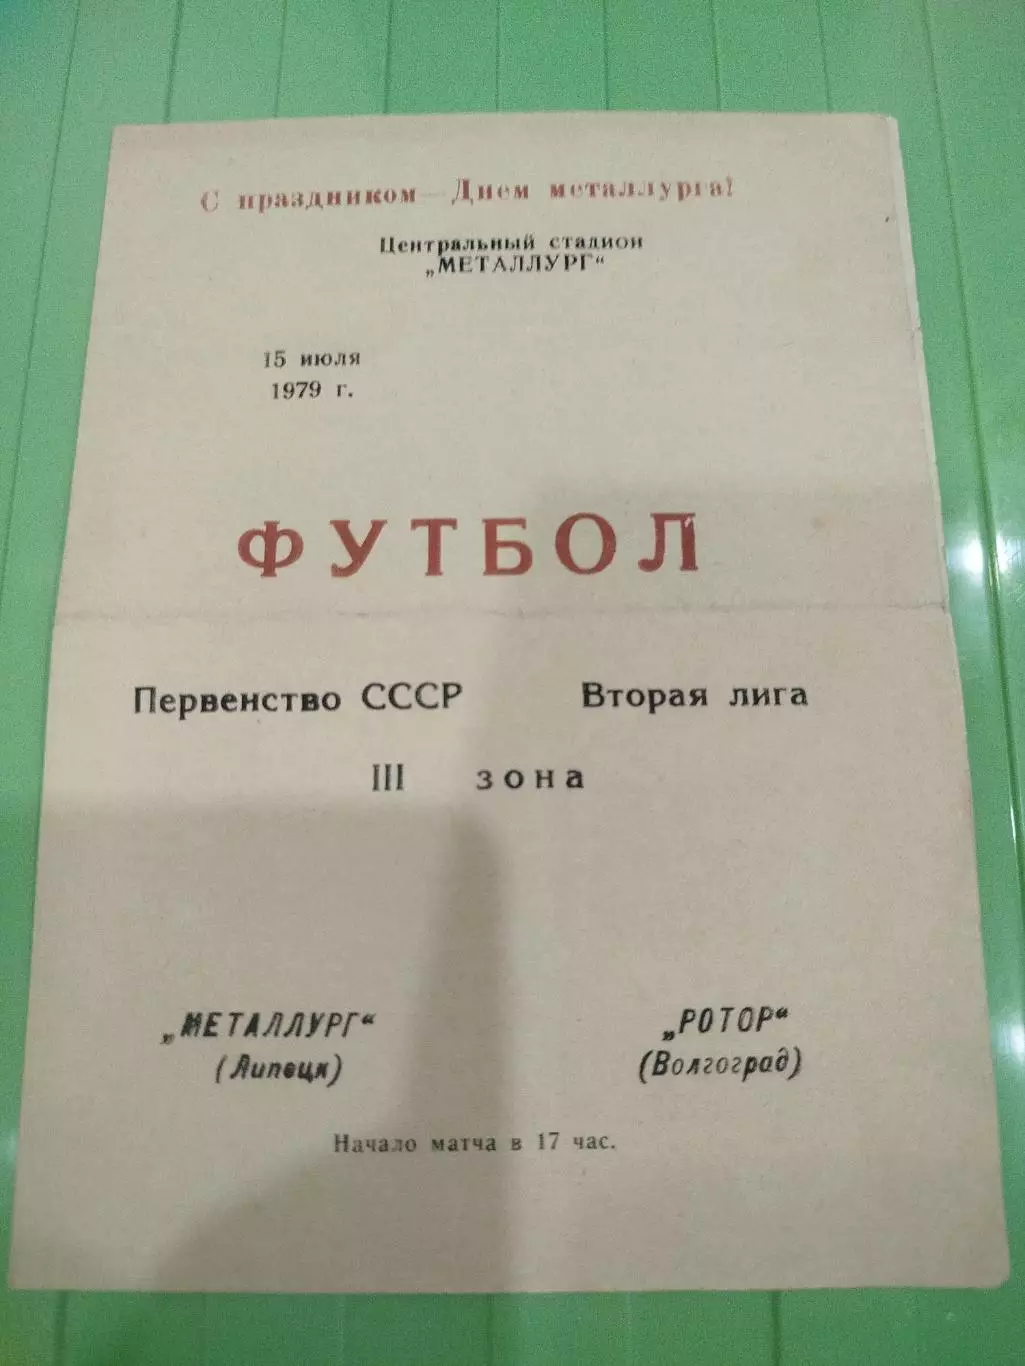 С праздником — Днем металлурга!
Центральный стадион
„МЕТАЛЛУРГ“
15 июля
1979 г.
ФУТБОЛ
Первенство СССР Вторая лига
III зона
„МЕТАЛЛУРГ“ „РОТОР“
(Липецк) (Волгоград)
Начало матча в 17 час.